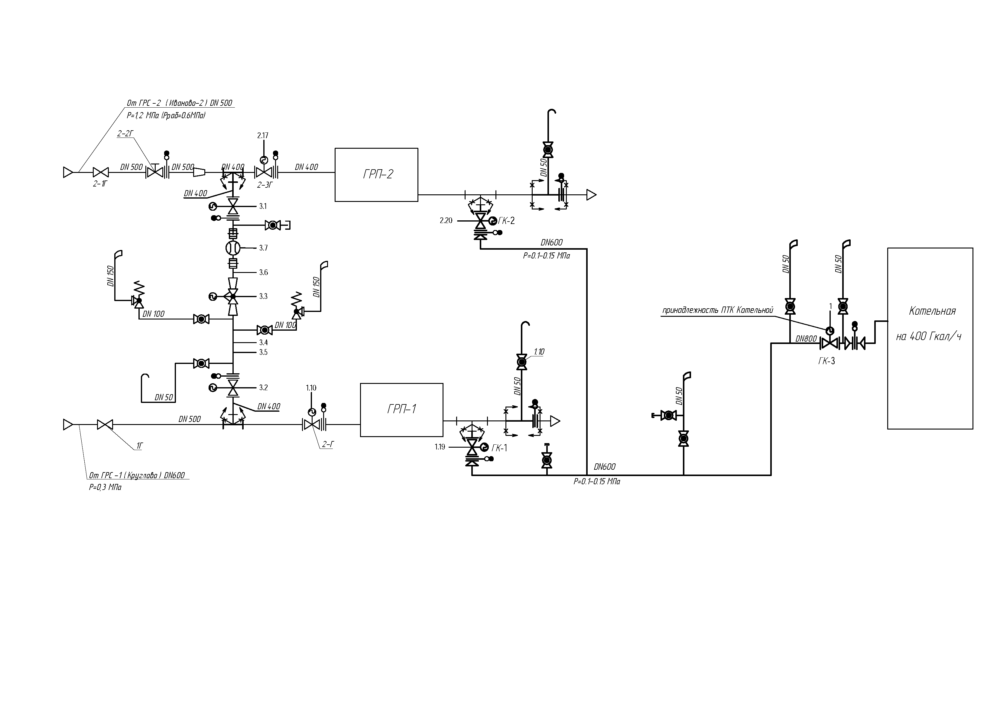 От ГРС -2 (Иваново-2) DN 500
Р=1,2 МПа (Рраб=0.6МПа)
2-2Г
2.17
DN 500
DN 500
DN 400
DN 400
2-1Г
2-3Г
ГРП-2
DN 50
DN 400
3.1
2.20
ГК-2
DN600
Р=0.1-0.15 МПа
3.7
3.6
DN 150
DN 150
3.3
DN 100
DN 100
3.4
3.5
3.2
DN 50
DN 400
1.10
DN 500
2-Г
1Г
От ГРС -1 (Круглово) DN600
Р=0,3 МПа
ГРП-1
1.10
DN 50
1.19
ГК-1
DN600
Р=0.1-0.15 МПа
DN 50
DN 50
DN 50
принадлежность ПТК Котельной
1
DN800
ГК-3
Котельная
на 400 Гкал/ч